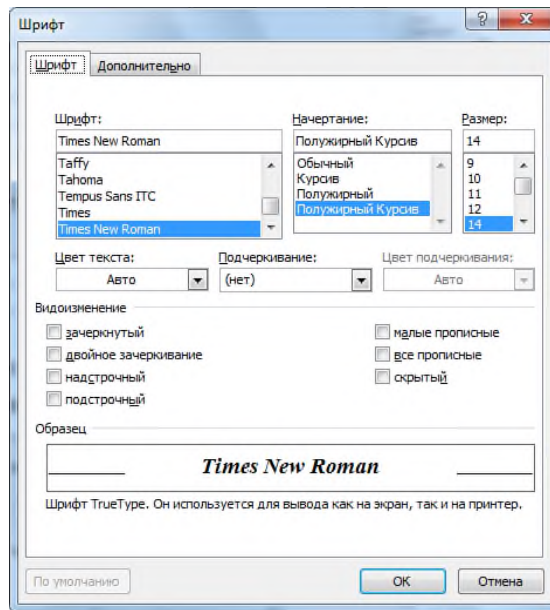 Шрифт
?
Шрифт Дополнительно
Шрифт: Начертание: Размер:
Times New Roman Полужирный Курсив 14
Taffy Обычный 9
Tahoma Курсив 10
Tempus Sans ITC Полужирный 11
Times Полужирный Курсив 12
Times New Roman 14
Цвет текста: Подчеркивание: Цвет подчеркивания:
Авто (нет) Авто
Видоизменение
зачеркнутый малые прописные
двойное зачеркивание все прописные
надстрочный скрытый
подстрочный
Образец
Times New Roman
Шрифт TrueType. Он используется для вывода как на экран, так и на принтер.
По умолчанию ОК Отмена